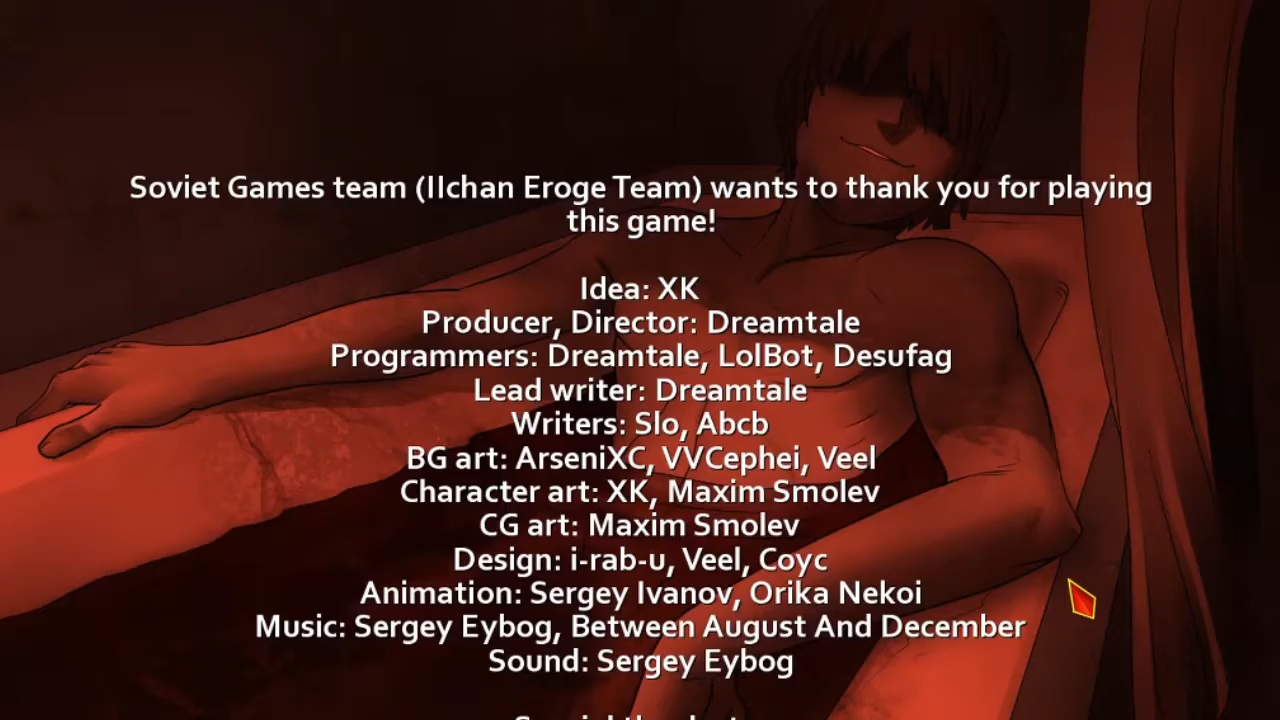 Soviet Games team (IIchan Eroge Team) wants to thank you for playing
this game!
Idea: XK
Producer, Director: Dreamtale
Programmers: Dreamtale, LolBot, Desufag
Lead writer: Dreamtale
Writers: Slo, Abcb
BG art: ArseniXC, VVCephei, Veel
Character art: XK, Maxim Smolev
CG art: Maxim Smolev
Design: i-rab-u, Veel, Coyc
Animation: Sergey Ivanov, Orika Nekoi
Music: Sergey Eybog, Between August And December
Sound: Sergey Eybog